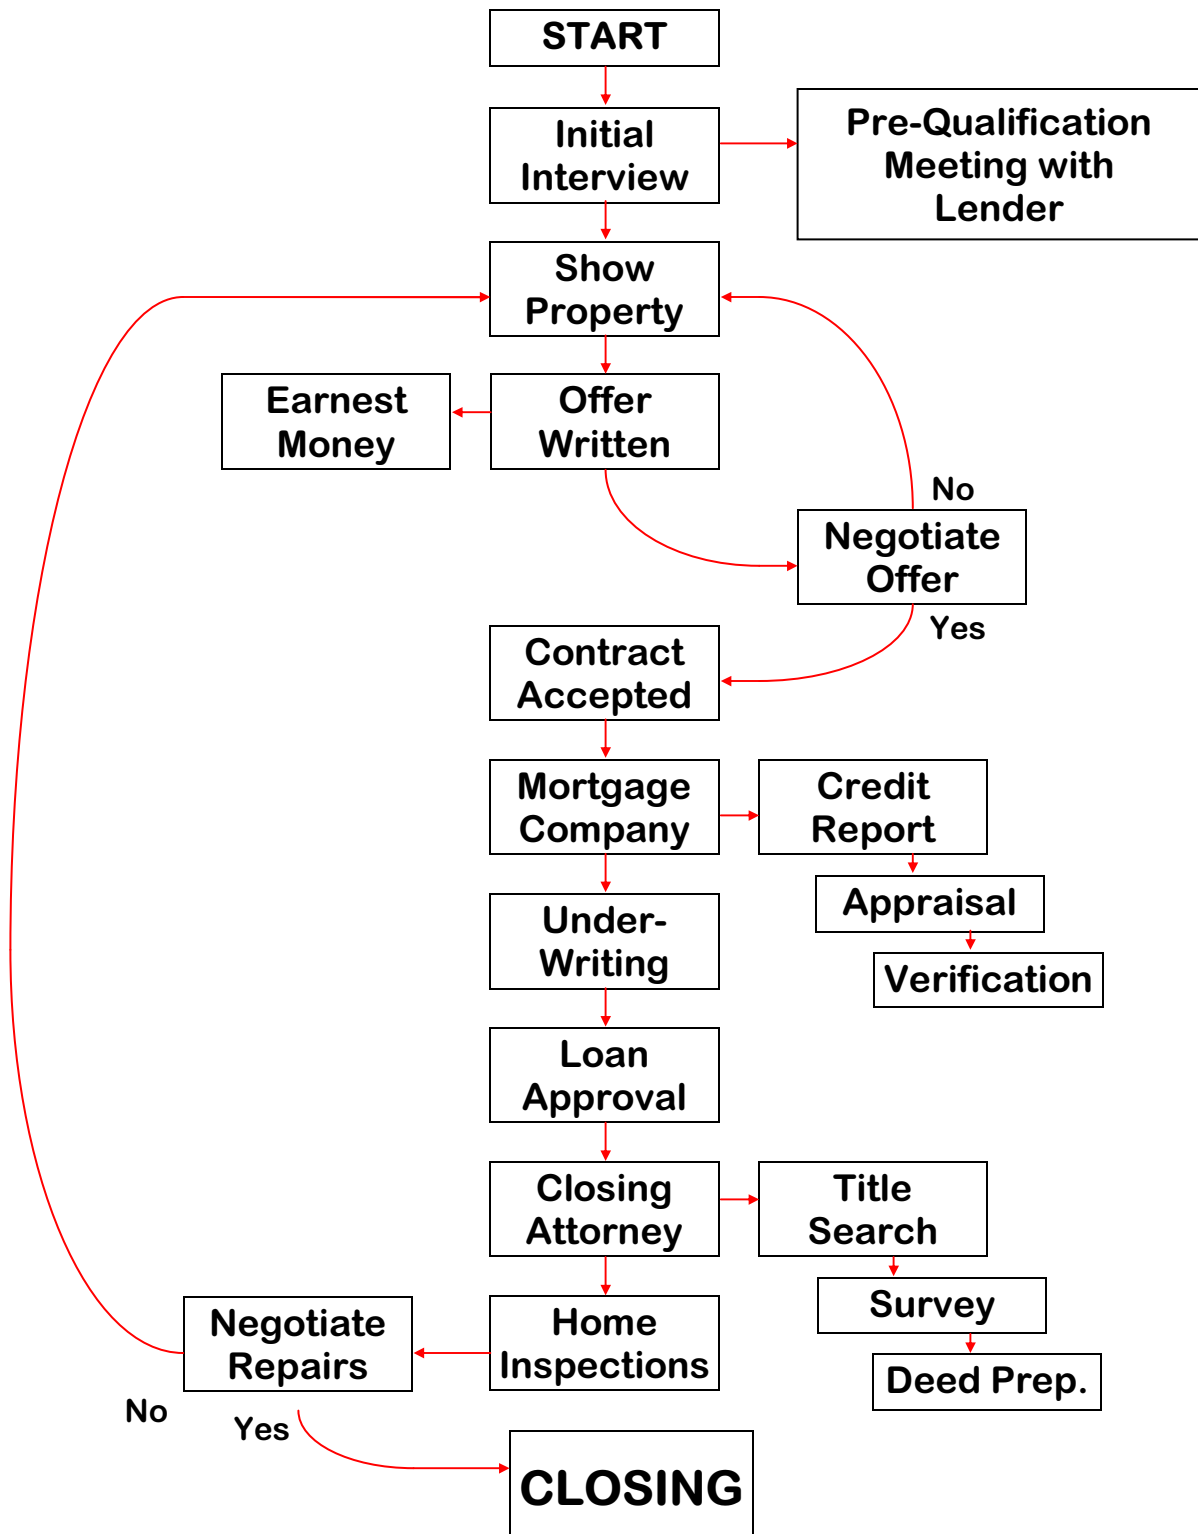 START
Initial
Interview
Pre-Qualification
Meeting with
Lender
Show
Property
Earnest
Money
Offer
Written
No
Negotiate
Offer
Yes
Contract
Accepted
Mortgage
Company
Credit
Report
Appraisal
Under-
Writing
Verification
Loan
Approval
Closing
Attorney
Title
Search
Survey
Negotiate
Repairs
Home
Inspections
Deed Prep.
No
Yes
CLOSING